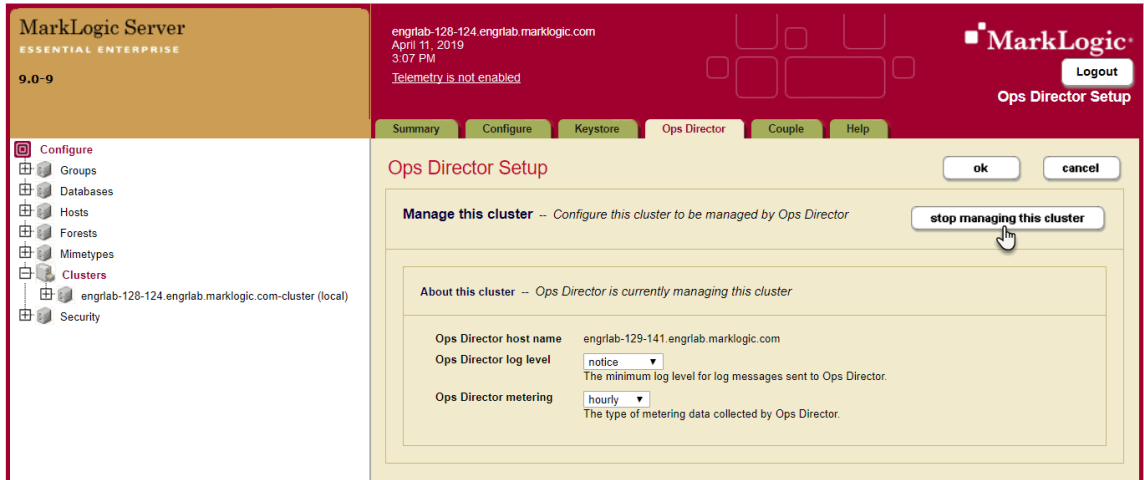 MarkLogic Server
ESSENTIAL ENTERPRISE
9.0-9
engrlab-128-124.engrlab.marklogic.com
April 11, 2019
3:07 PM
Telemetry is not enabled
MarkLogic
Logout
Ops Director Setup
Summary
Configure
Keystore
Ops Director
Couple
Help
Configure
Groups
Databases
Hosts
Forests
Mimetypes
Clusters
engrlab-128-124.engrlab.marklogic.com-cluster (local)
Security
Ops Director Setup
ok
cancel
Manage this cluster -- Configure this cluster to be managed by Ops Director
stop managing this cluster
About this cluster -- Ops Director is currently managing this cluster
Ops Director host name engrlab-129-141.engrlab.marklogic.com
Ops Director log level notice
The minimum log level for log messages sent to Ops Director.
Ops Director metering hourly
The type of metering data collected by Ops Director.